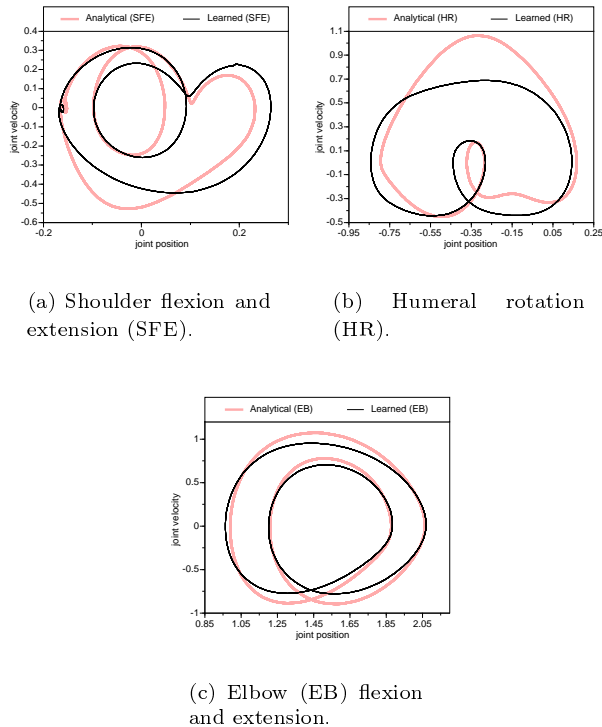 Analytical (SFE) Learned (SFE)
0.4
0.3
0.2
0.1
0
-0.1
-0.2
-0.3
-0.4
-0.5
-0.6
joint velocity
-0.2 0 0.2
joint position
(a) Shoulder flexion and
extension (SFE).
Analytical (HR) Learned (HR)
1.1
0.9
0.7
0.5
0.3
0.1
-0.1
-0.3
-0.5
joint velocity
-0.95 -0.75 -0.55 -0.35 -0.15 0.05 0.25
joint position
(b) Humeral rotation
(HR).
Analytical (EB) Learned (EB)
1
0.5
0
-0.5
-1
joint velocity
0.85 1.05 1.25 1.45 1.65 1.85 2.05
joint position
(c) Elbow (EB) flexion
and extension.